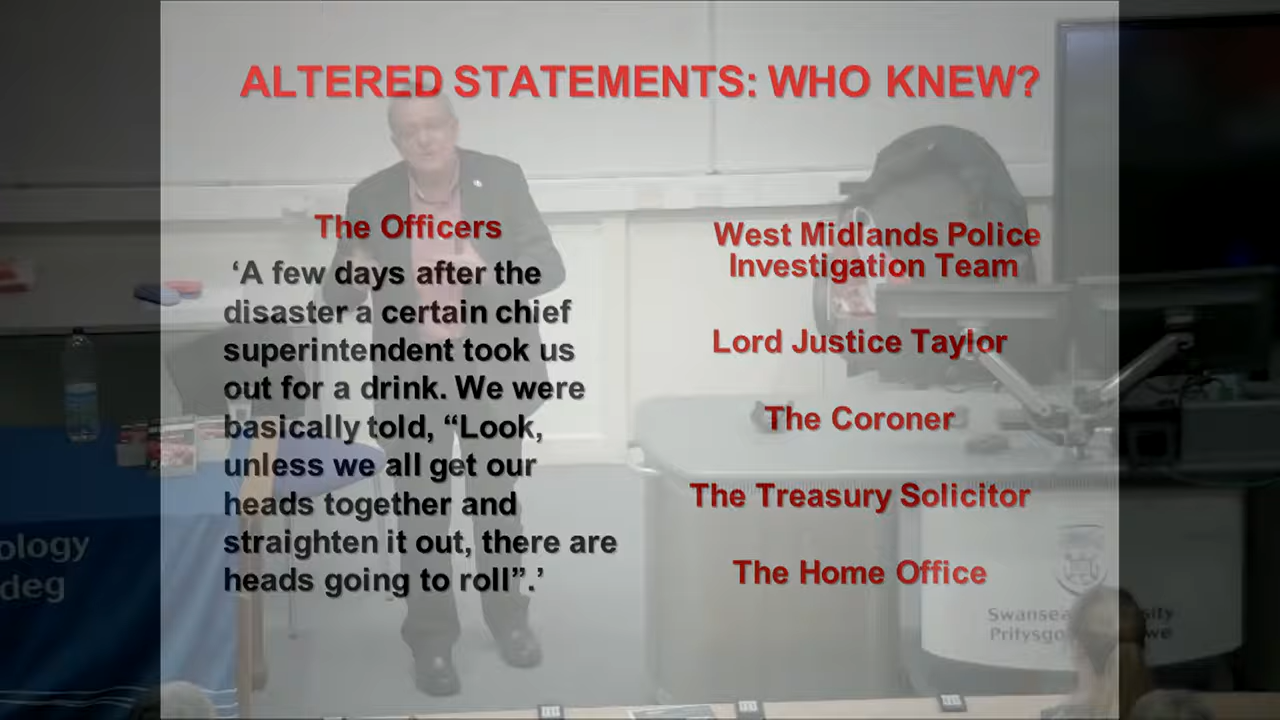 ALTERED STATEMENTS: WHO KNEW?
The Officers
‘A few days after the
disaster a certain chief
superintendent took us
out for a drink. We were
basically told, “Look,
unless we all get our
heads together and
straighten it out, there are
heads going to roll”.’
West Midlands Police
Investigation Team
Lord Justice Taylor
The Coroner
The Treasury Solicitor
The Home Office
ology
deg
Swansea